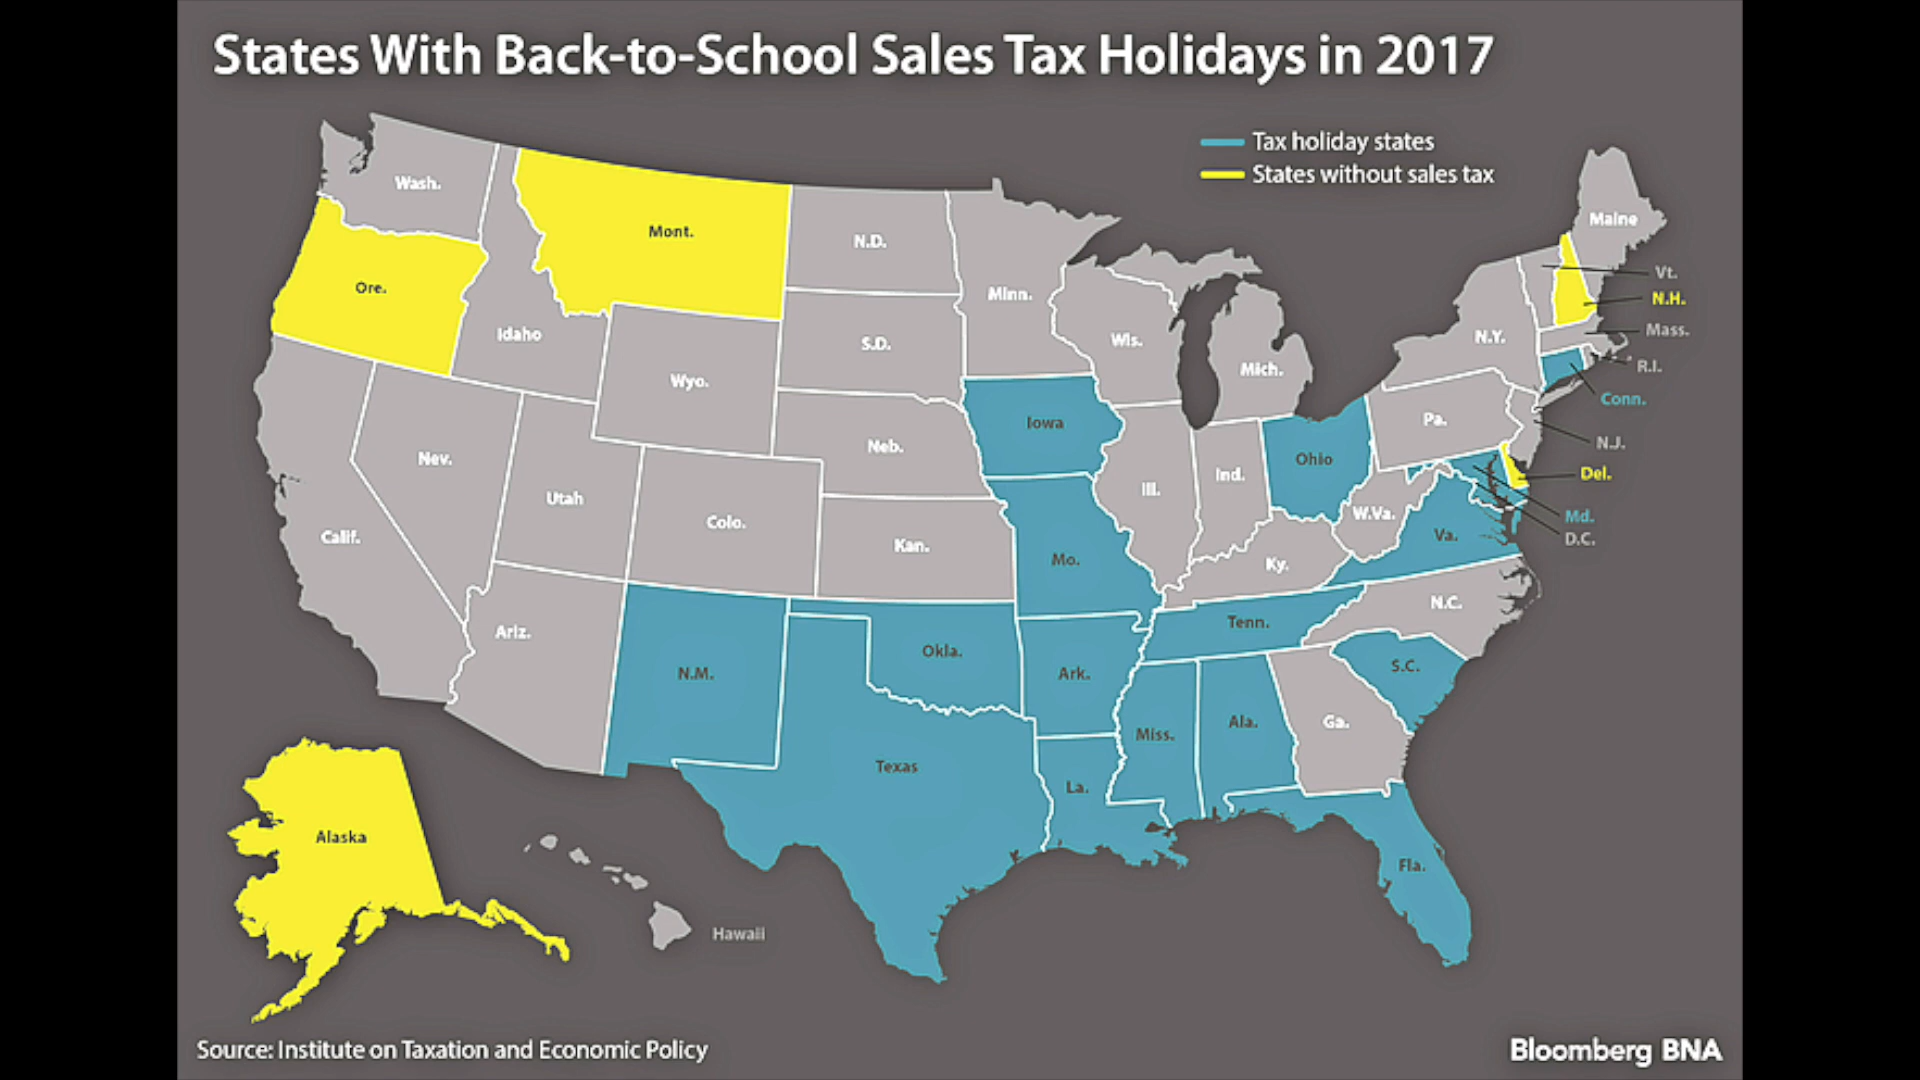 States With Back-to-School Sales Tax Holidays in 2017
Tax holiday states
States without sales tax
Wash.
Mont.
N.D.
Maine
Vt.
Ore.
Minn.
N.H.
Idaho
S.D.
Wis.
N.Y.
Mass.
Wyo.
Mich.
R.I.
Conn.
Iowa
Pa.
N.J.
Nev.
Neb.
Ohio
Ind.
Del.
Utah
Ill.
Colo.
W.Va.
Md.
Calif.
Kan.
Va.
D.C.
Mo.
Ky.
N.C.
Ariz.
Tenn.
Okla.
N.M.
Ark.
S.C.
Texas
Miss.
Ala.
Ga.
La.
Alaska
Fla.
Hawaii
Source: Institute on Taxation and Economic Policy
Bloomberg BNA